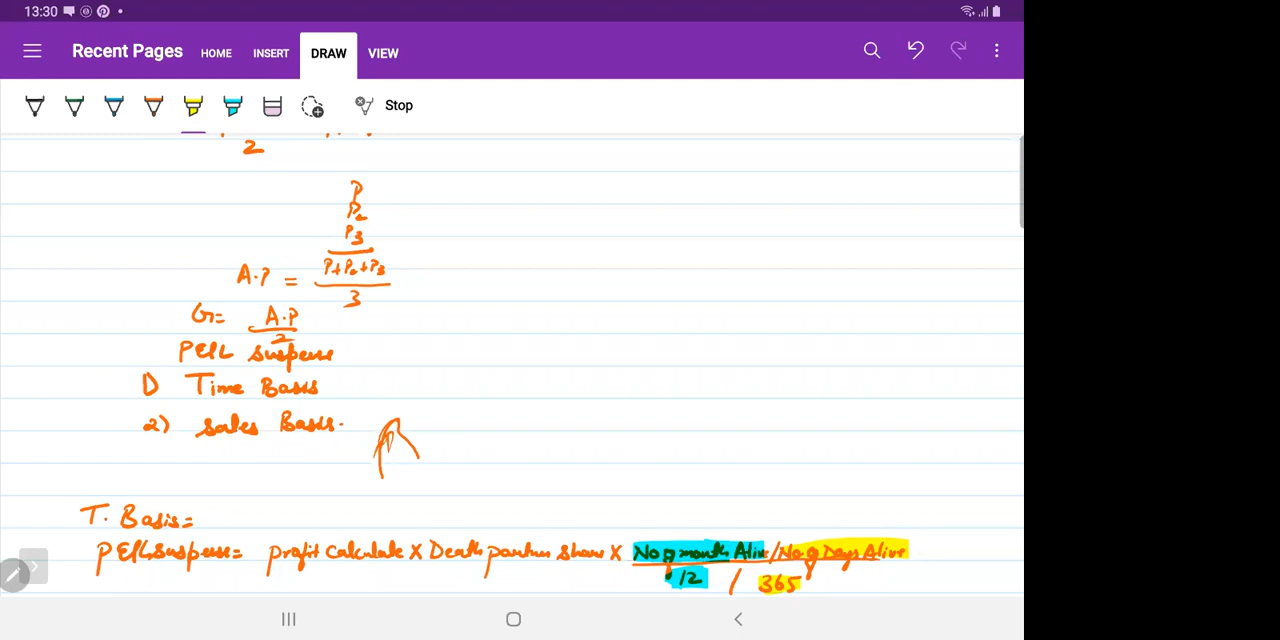 13:30
Recent Pages HOME INSERT DRAW VIEW
Stop
2
P
P2
P3
A.P = P+P2+P3
3
G= A.P
2
P&L suspense
1) Time Basis
2) Sales Basis.
T. Basis=
P&L suspense= profit calculate X Death partner share X No of month Alive/No of Days Alive
12 / 365